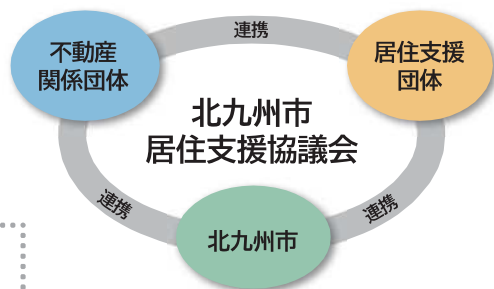 連携
不動産
関係団体
居住支援
団体
北九州市
居住支援協議会
連携
連携
北九州市